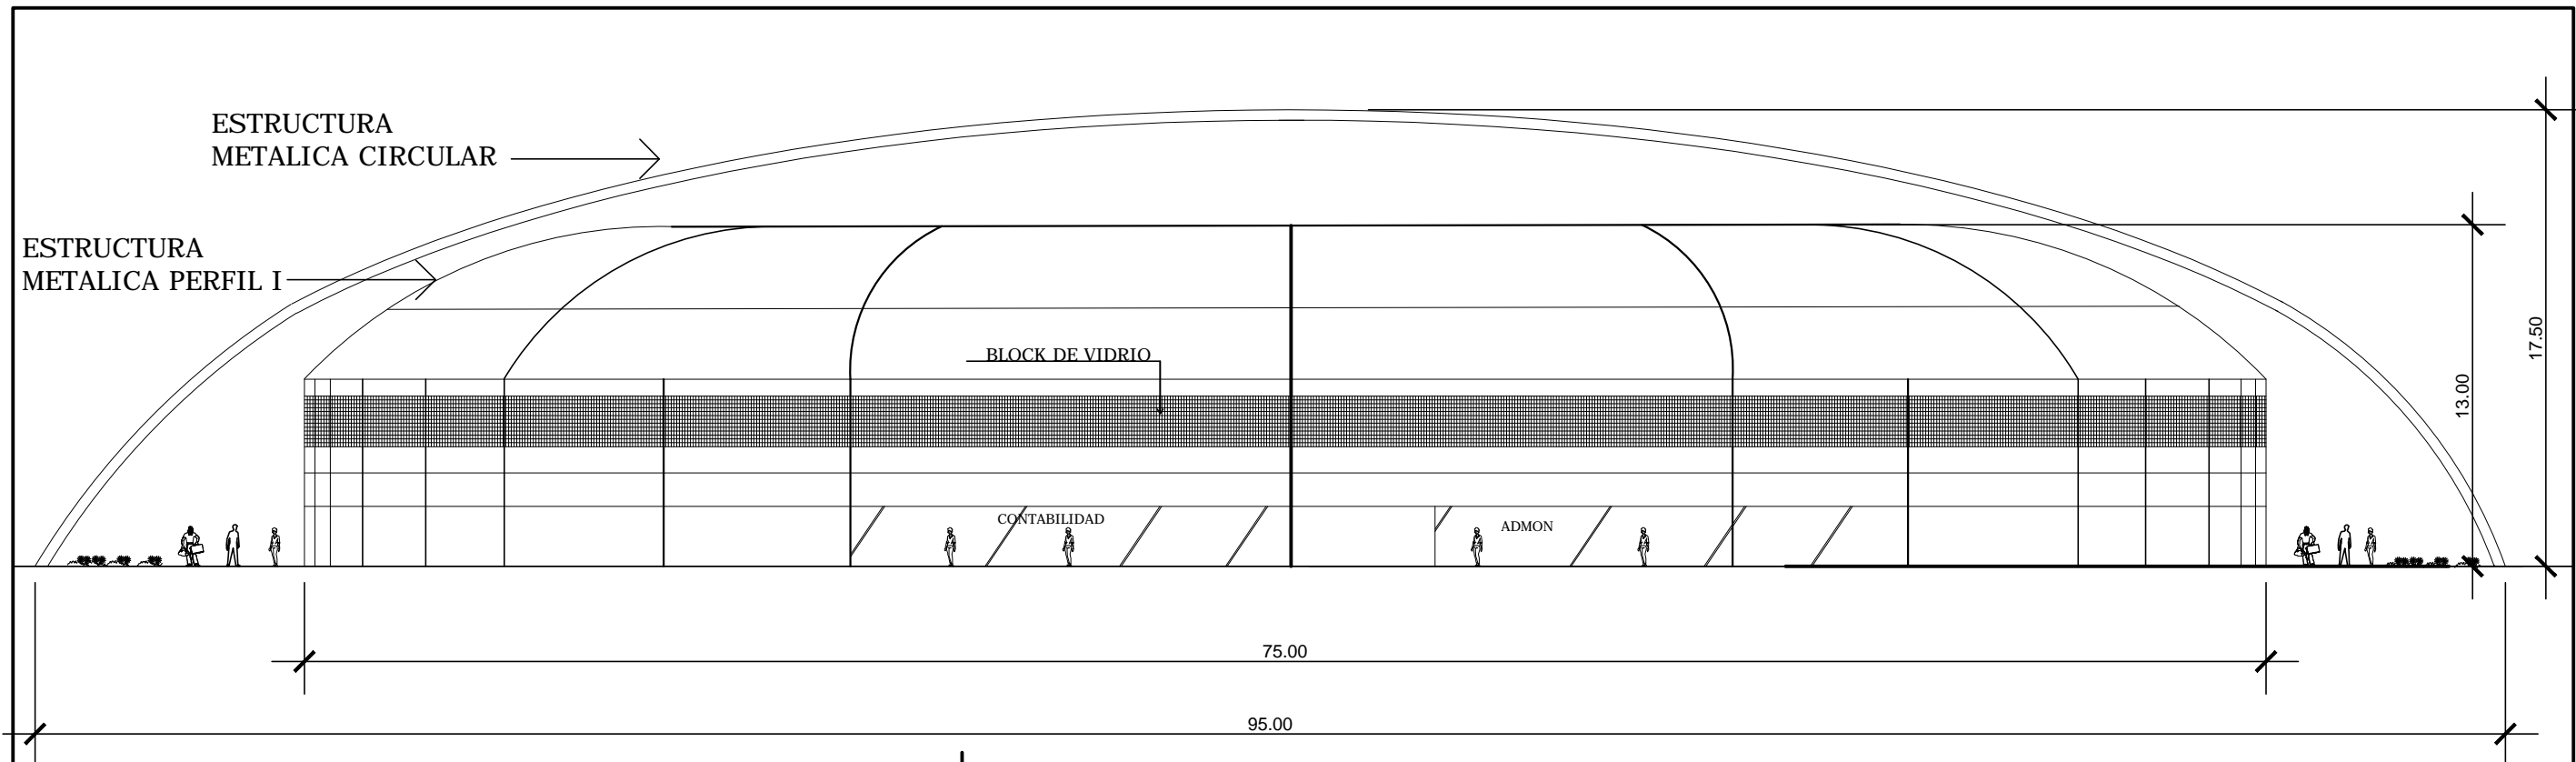 ESTRUCTURA
METALICA CIRCULAR
ESTRUCTURA
METALICA PERFIL I
BLOCK DE VIDRIO
17.50
13.00
CONTABILIDAD
ADMON
75.00
95.00